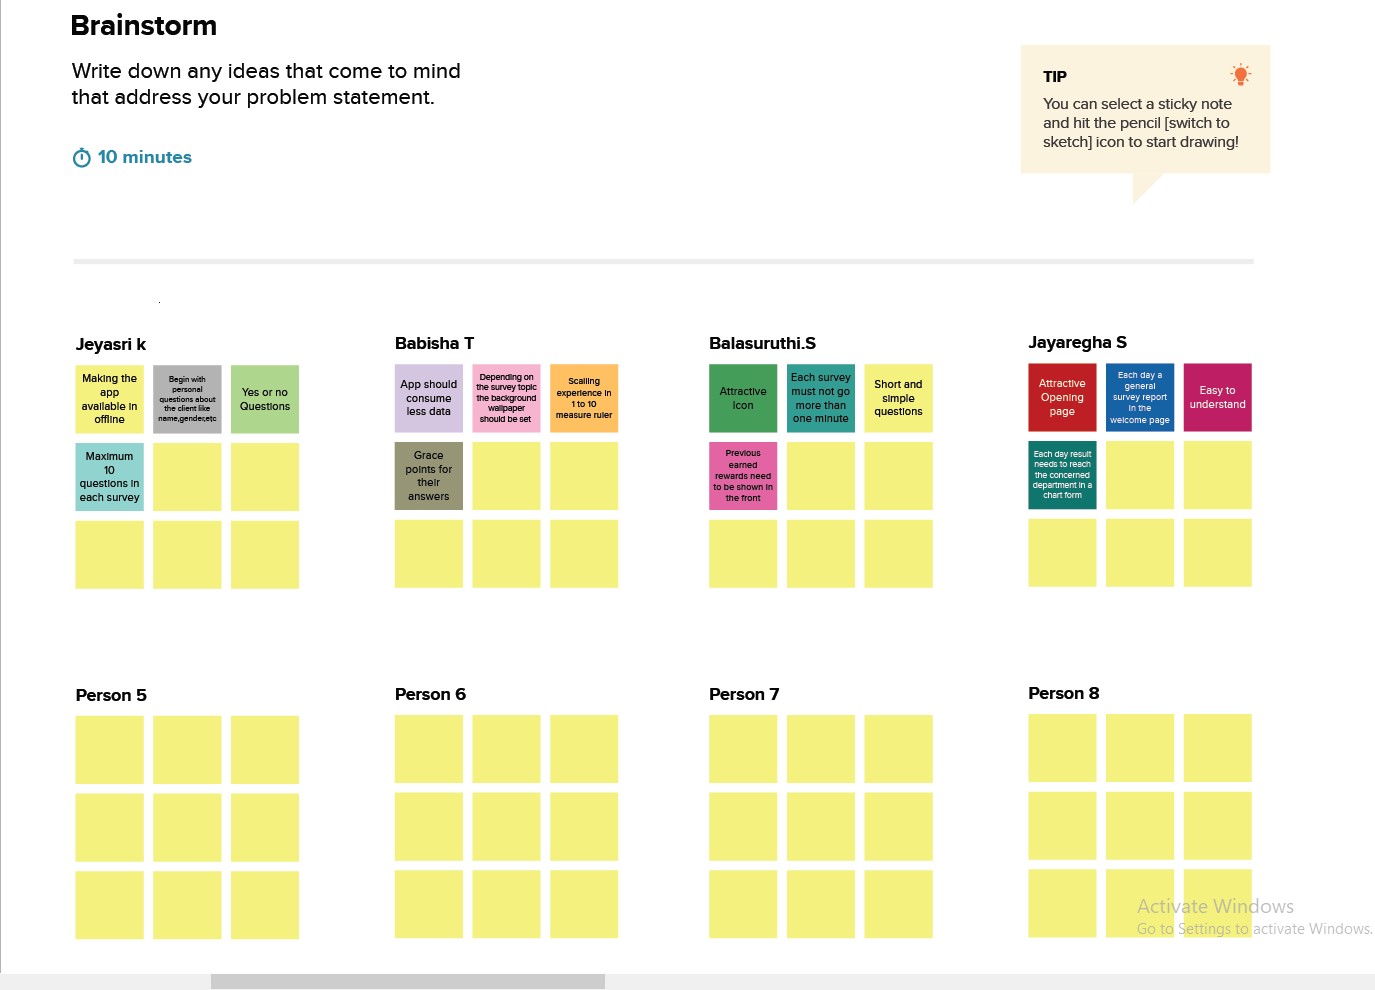 Brainstorm
Write down any ideas that come to mind
that address your problem statement.
10 minutes
TIP
You can select a sticky note
and hit the pencil [switch to
sketch] icon to start drawing!
Jeyasri k
Making the
app
available in
offline
Begin with
personal
questions about
the client like
name,gender,etc
Yes or no
Questions
Maximum
10
questions in
each survey
Babisha T
App should
consume
less data
Depending on
the survey topic
the background
wallpaper
should be set
Scalling
experience in
1 to 10
measure ruler
Grace
points for
their
answers
Balasuruthi.S
Attractive
Icon
Each survey
must not go
more than
one minute
Short and
simple
questions
Previous
earned
rewards need
to be shown in
the front
Jayaregha S
Attractive
Opening
page
Each day a
general
survey report
in the
welcome page
Easy to
understand
Each day result
needs to reach
the concerned
department in a
chart form
Person 5
Person 6
Person 7
Person 8
Activate Windows
Go to Settings to activate Windows.